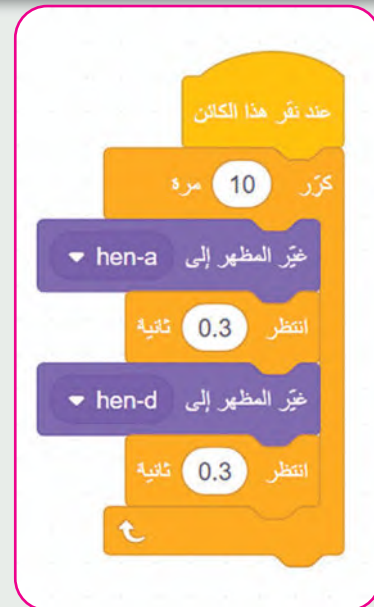 عند نقر هذا الكائن
كرّر 10 مرة
غيّر المظهر إلى hen-a
انتظر 0.3 ثانية
غيّر المظهر إلى hen-d
انتظر 0.3 ثانية